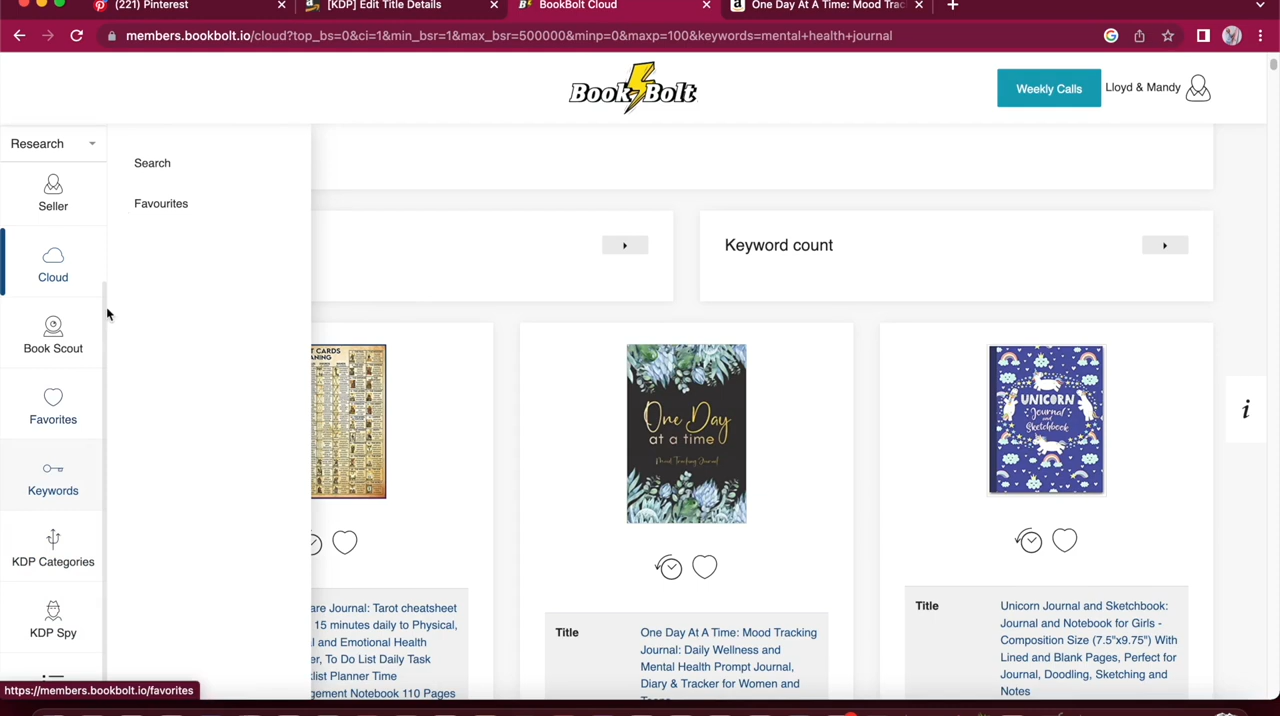 (221) Pinterest
[KDP] Edit Title Details
BookBolt Cloud
One Day At A Time: Mood Trac
members.bookbolt.io/cloud?top_bs=0&ci=1&min_bsr=1&max_bsr=500000&minp=0&maxp=100&keywords=mental+health+journal
Book Bolt
Weekly Calls
Lloyd & Mandy
Research
Search
Favourites
Seller
Cloud
Book Scout
Favorites
Keywords
KDP Categories
KDP Spy
Keyword count
T CARDS
One Day
at a time
Mood Tracking Journal
UNICORN
Journal
and
Sketchbook
i
are Journal: Tarot cheatsheet
15 minutes daily to Physical,
l and Emotional Health
r, To Do List Daily Task
klist Planner Time
gement Notebook 110 Pages
Title
One Day At A Time: Mood Tracking
Journal: Daily Wellness and
Mental Health Prompt Journal,
Diary & Tracker for Women and
Title
Unicorn Journal and Sketchbook:
Journal and Notebook for Girls -
Composition Size (7.5"x9.75") With
Lined and Blank Pages, Perfect for
Journal, Doodling, Sketching and
Notes
https://members.bookbolt.io/favorites